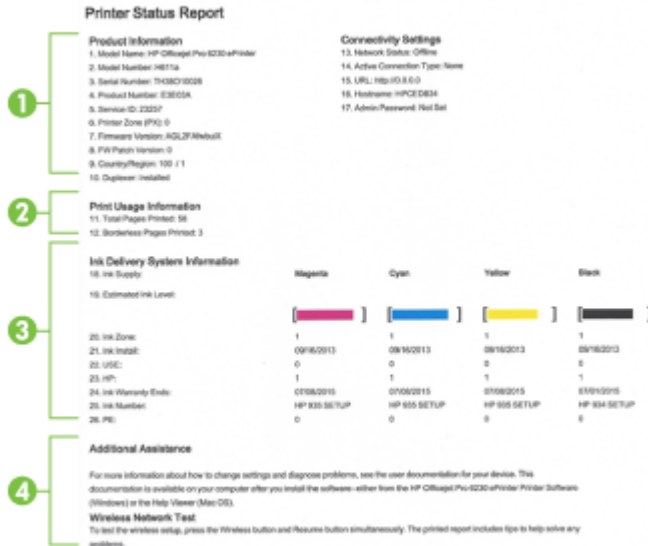 Printer Status Report
1
Product Information
1. Model Name: HP Officejet Pro 6230 ePrinter
2. Model Number: H611a
3. Serial Number: TH38O10026
4. Product Number: E3E03A
5. Service ID: 23237
6. Printer Zone (PX): 0
7. Firmware Version:
8. FW Patch Version: 0
9. Country/Region: 100 / 1
10. Duplexer: Installed
Connectivity Settings
13. Network Status: Offline
14. Active Connection Type: None
15. URL: http://0.0.0.0
16. Hostname: HPCED834
17. Admin Password: Not Set
2
Print Usage Information
11. Total Pages Printed: 56
12. Borderless Pages Printed: 3
3
Ink Delivery System Information
18. Ink Supply: Magenta Cyan Yellow Black
19. Estimated Ink Level:
[ ] [ ] [ ] [ ]
20. Ink Zone: 1 1 1 1
21. Ink Install: 09/16/2013 09/16/2013 09/16/2013 09/16/2013
22. USE: 0 0 0 0
23. HP: 1 1 1 1
24. Ink Warranty Ends: 07/08/2015 07/06/2015 07/08/2015 07/01/2015
25. Ink Number: HP 935 SETUP HP 935 SETUP HP 935 SETUP HP 934 SETUP
26. PE: 0 0 0 0
4
Additional Assistance
For more information about how to change settings and diagnose problems, see the user documentation for your device. This
documentation is available on your computer after you install the software- either from the HP Officejet Pro 6230 ePrinter Printer Software
(Windows) or the Help Viewer (Mac OS).
Wireless Network Test
To test the wireless setup, press the Wireless button and Resume button simultaneously. The printed report includes tips to help solve any
problems.